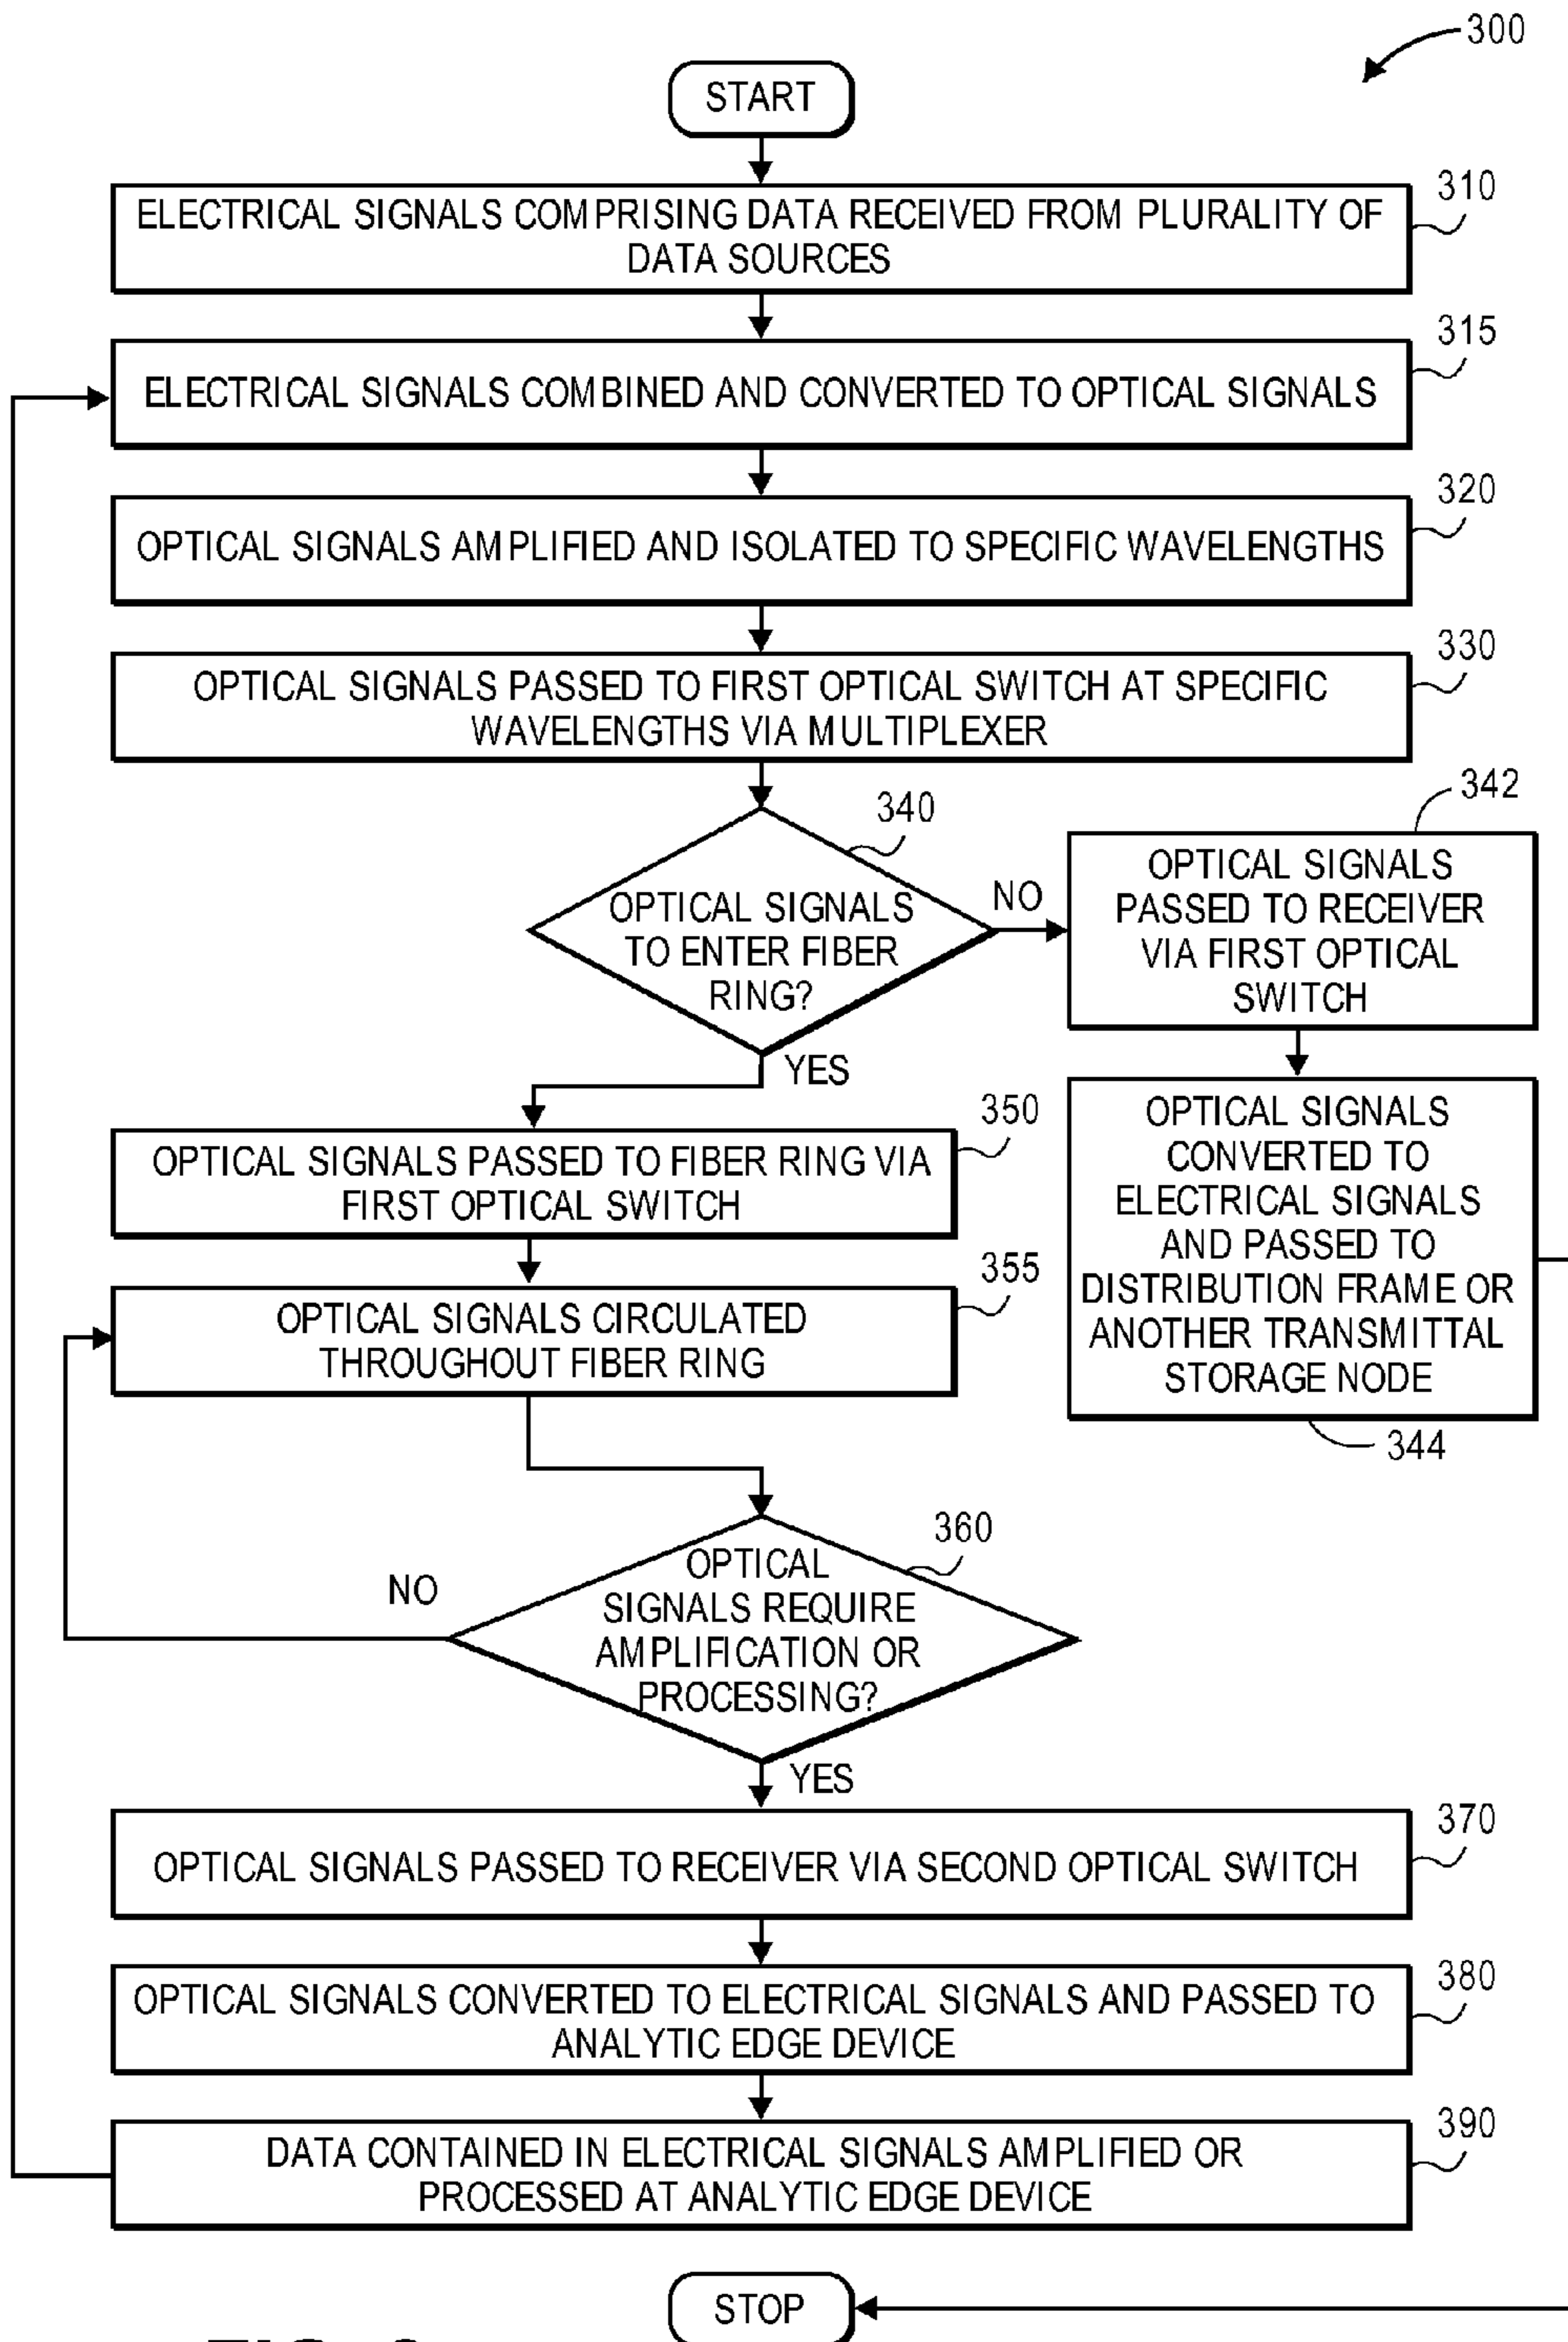 300
START
310
ELECTRICAL SIGNALS COMPRISING DATA RECEIVED FROM PLURALITY OF
DATA SOURCES
315
ELECTRICAL SIGNALS COMBINED AND CONVERTED TO OPTICAL SIGNALS
320
OPTICAL SIGNALS AMPLIFIED AND ISOLATED TO SPECIFIC WAVELENGTHS
330
OPTICAL SIGNALS PASSED TO FIRST OPTICAL SWITCH AT SPECIFIC
WAVELENGTHS VIA MULTIPLEXER
340
OPTICAL SIGNALS
TO ENTER FIBER
RING?
NO
342
OPTICAL SIGNALS
PASSED TO RECEIVER
VIA FIRST OPTICAL
SWITCH
YES
OPTICAL SIGNALS
CONVERTED TO
ELECTRICAL SIGNALS
AND PASSED TO
DISTRIBUTION FRAME OR
ANOTHER TRANSMITTAL
STORAGE NODE
344
350
OPTICAL SIGNALS PASSED TO FIBER RING VIA
FIRST OPTICAL SWITCH
355
OPTICAL SIGNALS CIRCULATED
THROUGHOUT FIBER RING
360
OPTICAL
SIGNALS REQUIRE
AMPLIFICATION OR
PROCESSING?
NO
YES
370
OPTICAL SIGNALS PASSED TO RECEIVER VIA SECOND OPTICAL SWITCH
380
OPTICAL SIGNALS CONVERTED TO ELECTRICAL SIGNALS AND PASSED TO
ANALYTIC EDGE DEVICE
390
DATA CONTAINED IN ELECTRICAL SIGNALS AMPLIFIED OR
PROCESSED AT ANALYTIC EDGE DEVICE
STOP